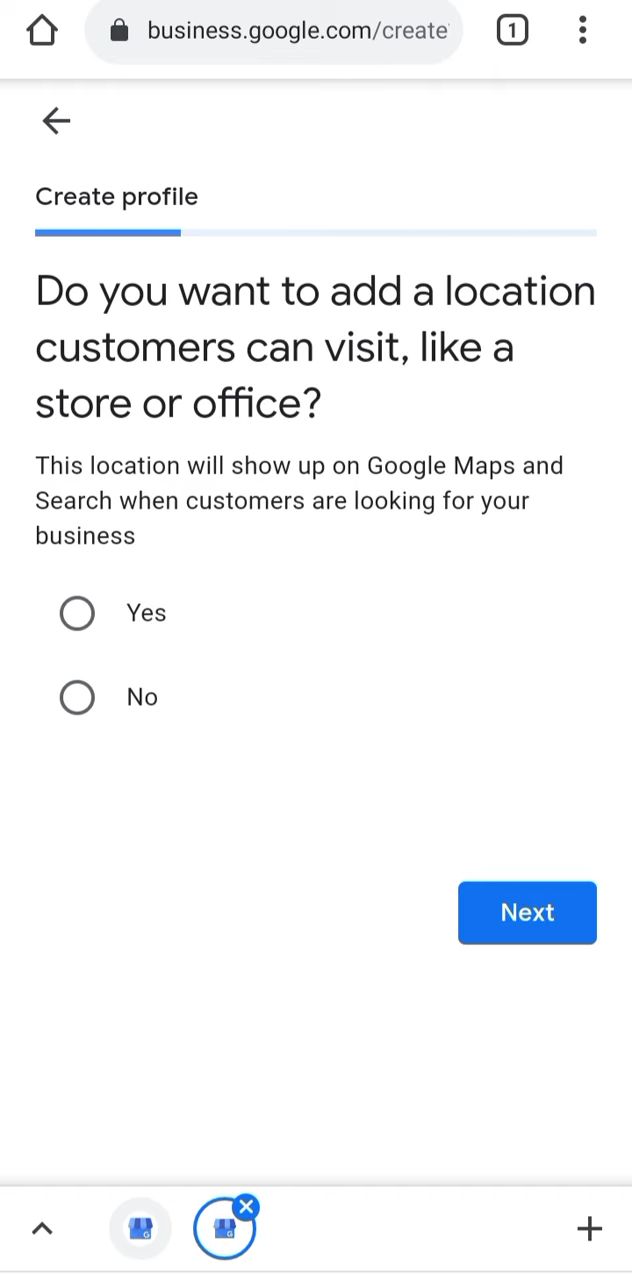 business.google.com/create
1
Create profile
Do you want to add a location
customers can visit, like a
store or office?
This location will show up on Google Maps and
Search when customers are looking for your
business
Yes
No
Next